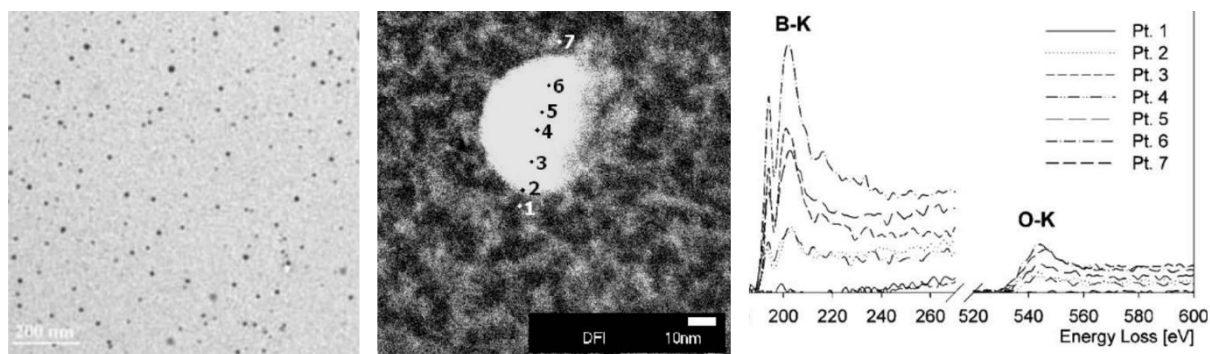 200 nm
7
6
5
4
3
2
1
DFI 10nm
B-K
Pt. 1
Pt. 2
Pt. 3
Pt. 4
Pt. 5
Pt. 6
Pt. 7
O-K
200 220 240 260 520 540 560 580 600
Energy Loss [eV]